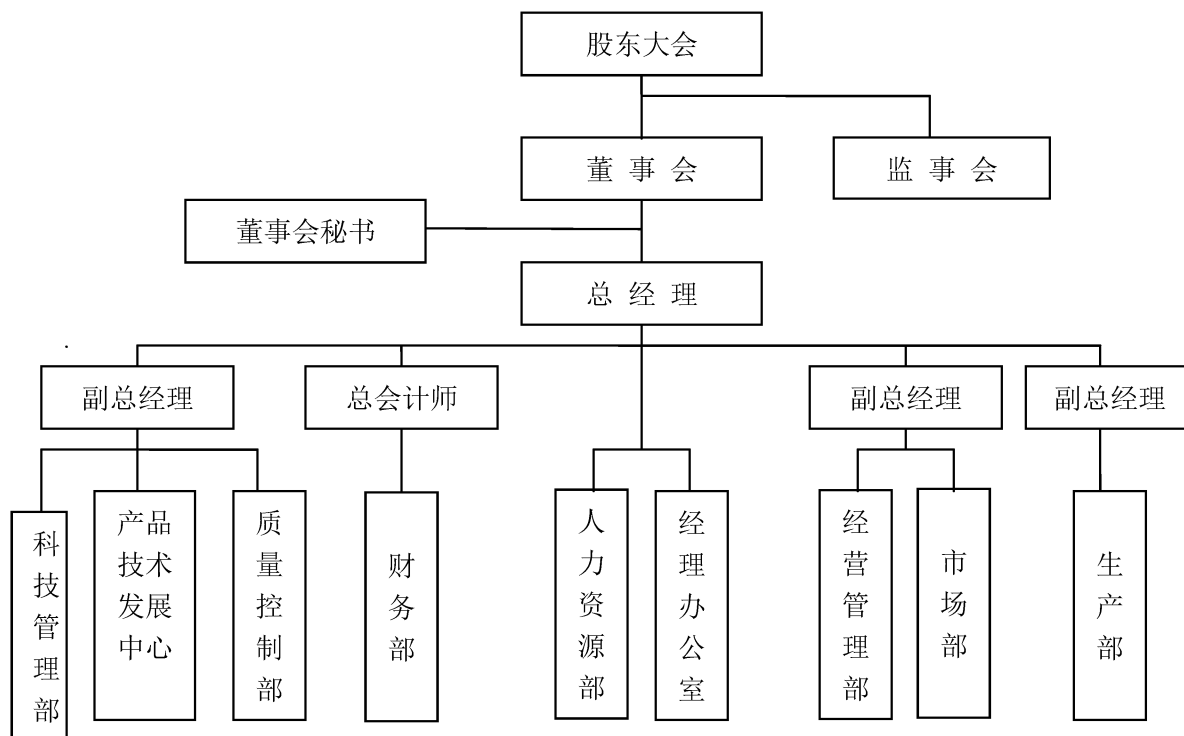 股东大会
董事会
监事会
董事会秘书
总经理
副总经理
总会计师
副总经理
副总经理
科技管理部
产品
技术
发展
中心
质量控制部
财务部
人力资源部
经理办公室
经营管理部
市场部
生产部